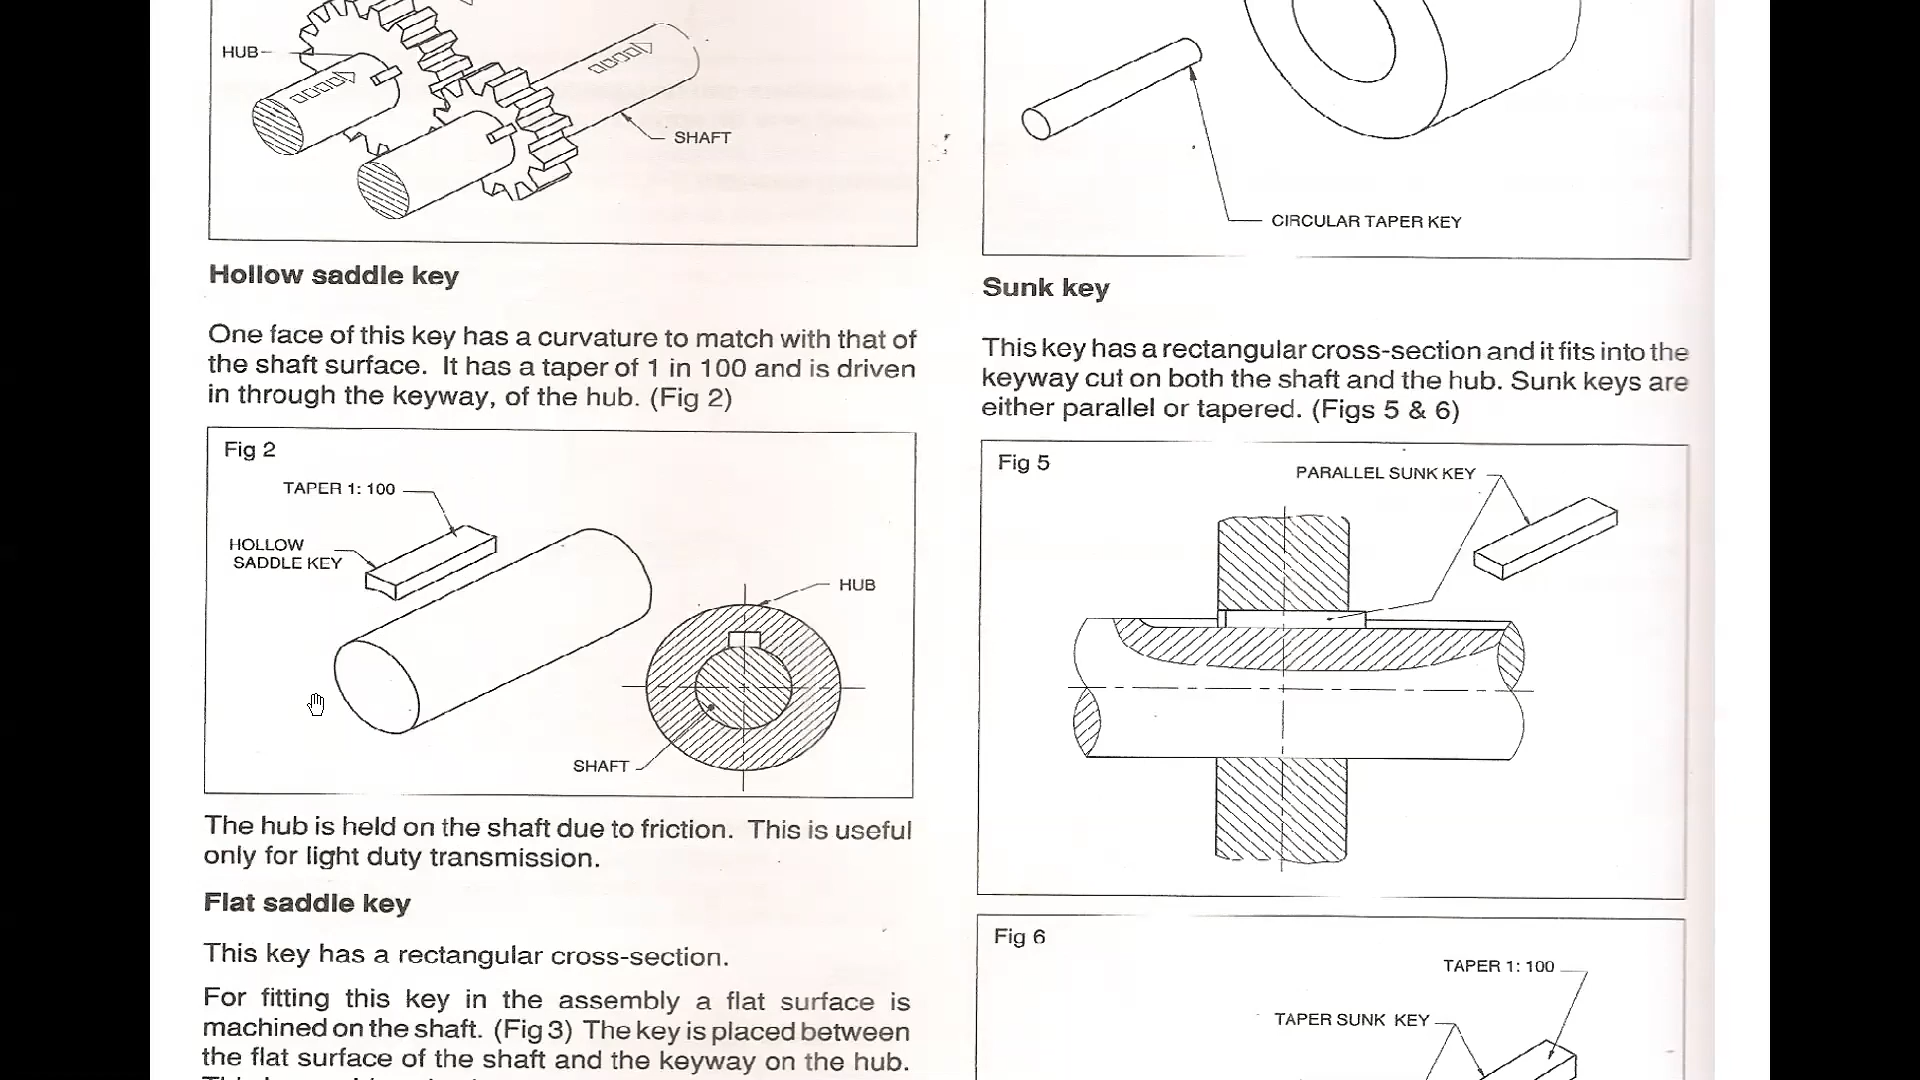 HUB
SHAFT
Hollow saddle key
One face of this key has a curvature to match with that of
the shaft surface. It has a taper of 1 in 100 and is driven
in through the keyway, of the hub. (Fig 2)
Fig 2
TAPER 1: 100
HOLLOW
SADDLE KEY
HUB
SHAFT
The hub is held on the shaft due to friction. This is useful
only for light duty transmission.
Flat saddle key
This key has a rectangular cross-section.
For fitting this key in the assembly a flat surface is
machined on the shaft. (Fig 3) The key is placed between
the flat surface of the shaft and the keyway on the hub.
CIRCULAR TAPER KEY
Sunk key
This key has a rectangular cross-section and it fits into the
keyway cut on both the shaft and the hub. Sunk keys are
either parallel or tapered. (Figs 5 & 6)
Fig 5
PARALLEL SUNK KEY
Fig 6
TAPER 1: 100
TAPER SUNK KEY